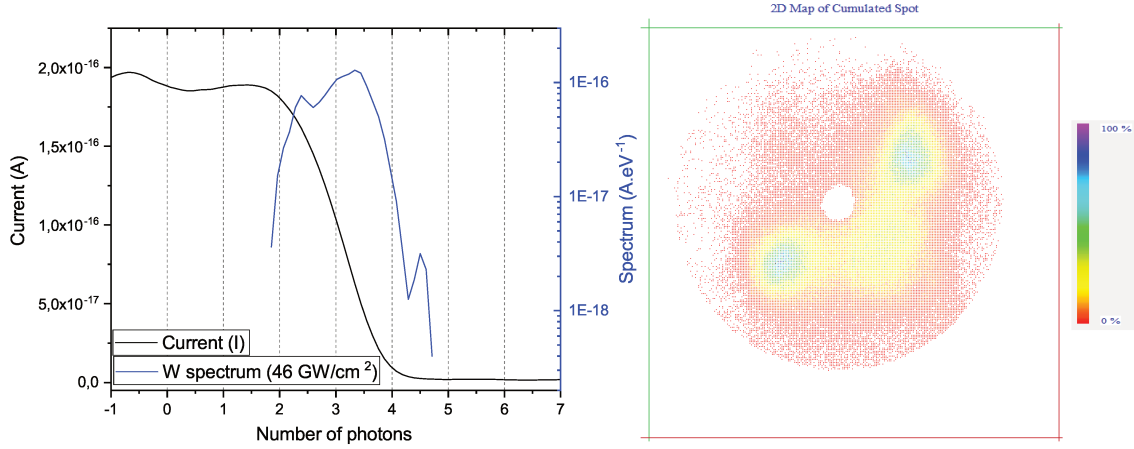 2D Map of Cumulated Spot
2,0x10⁻¹⁶
1,5x10⁻¹⁶
1,0x10⁻¹⁶
5,0x10⁻¹⁷
0,0
Current (A)
-1 0 1 2 3 4 5 6 7
Number of photons
Current (I)
W spectrum (46 GW/cm ²)
1E-16
1E-17
1E-18
Spectrum (A.eV⁻¹)
100 %
0 %